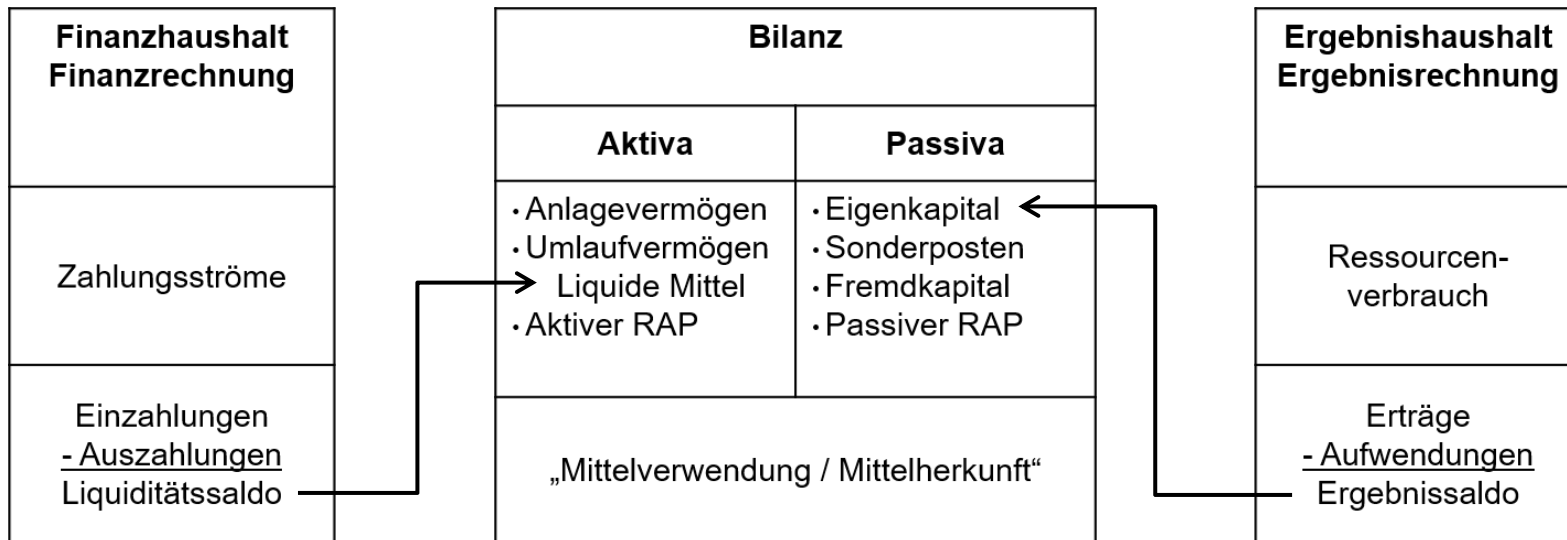 Finanzhaushalt
Finanzrechnung
Zahlungsströme
Einzahlungen
- Auszahlungen
Liquiditätssaldo
Bilanz
Aktiva
Passiva
· Anlagevermögen
· Umlaufvermögen
Liquide Mittel
· Aktiver RAP
· Eigenkapital
· Sonderposten
· Fremdkapital
· Passiver RAP
„Mittelverwendung / Mittelherkunft“
Ergebnishaushalt
Ergebnisrechnung
Ressourcen-
verbrauch
Erträge
- Aufwendungen
Ergebnissaldo